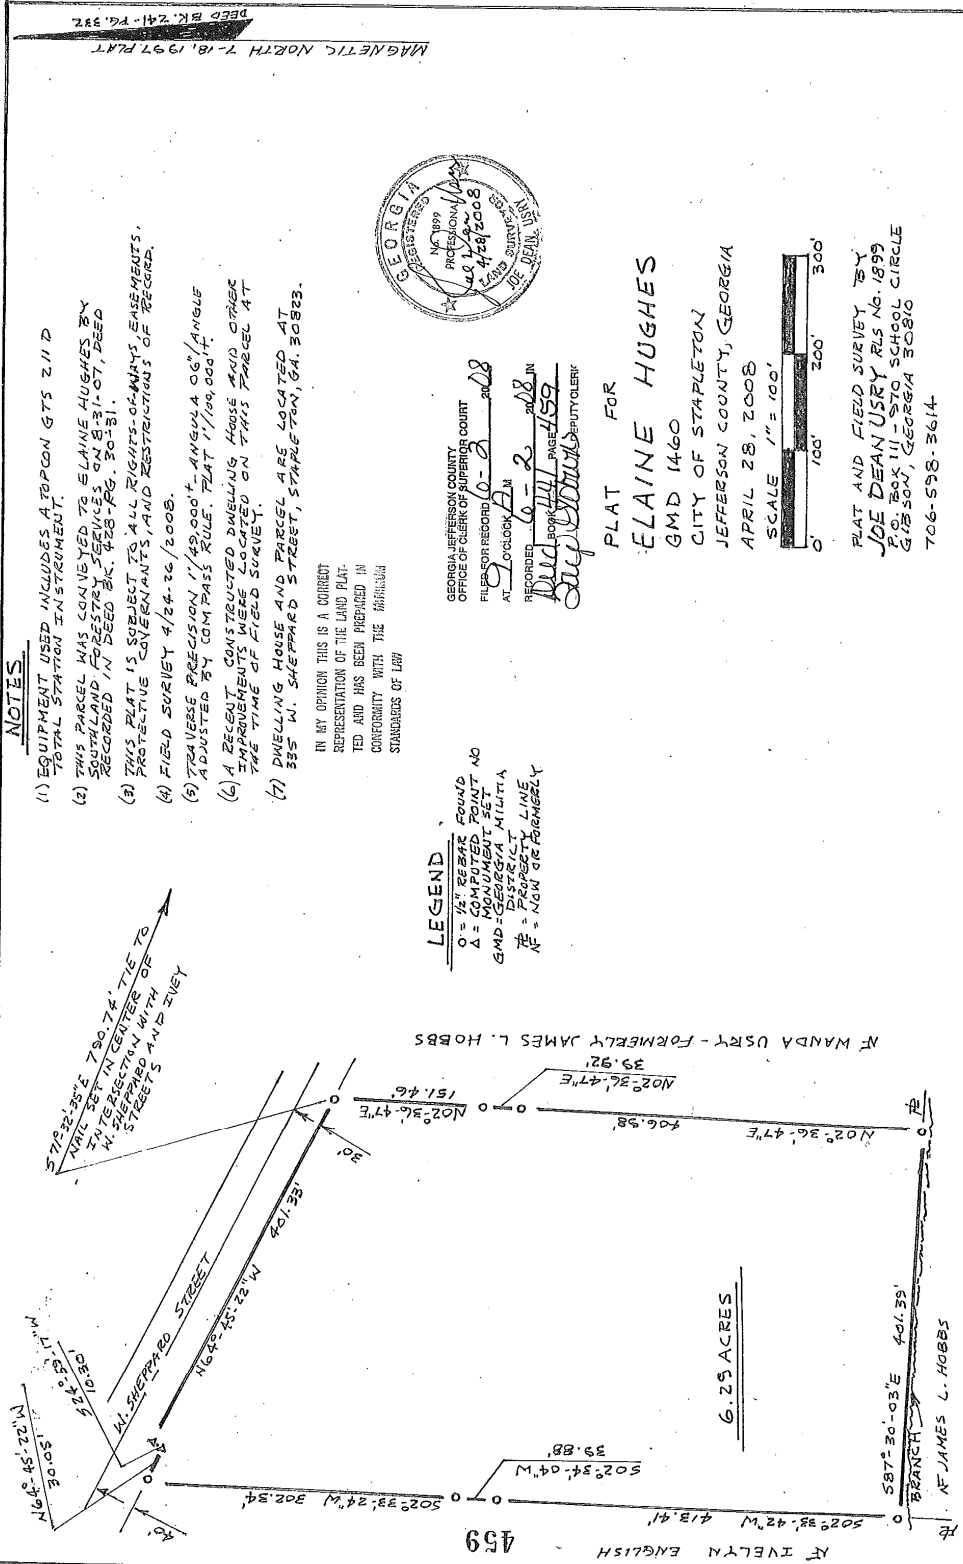 MAGNETIC NORTH 7-18, 1997 PLAT
DEED BK. 241-PG. 332
NOTES
(1) EQUIPMENT USED INCLUDES A TOPCON GTS 211D
TOTAL STATION INSTRUMENT.
(2) THIS PARCEL WAS CONVEYED TO ELAINE HUGHES BY
SOUTHLAND FORESTRY SERVICES ON 8-31-07, DEED
RECORDED IN DEED BK. 428-PG. 30-31.
(3) THIS PLAT IS SUBJECT TO ALL RIGHTS-OF-WAYS, EASEMENTS,
PROTECTIVE COVERNANTS, AND RESTRICTIONS OF RECORD.
(4) FIELD SURVEY 4/24-26/2008.
(5) TRAVERSE PRECISION 1'/49,000'+ - ANGULA 06"/ANGLE
ADJUSTED BY COMPASS RULE. PLAT 1'/100,000'+.
(6) A RECENT CONSTRUCTED DWELLING HOUSE AND OTHER
IMPROVEMENTS WERE LOCATED ON THIS PARCEL AT
THE TIME OF FIELD SURVEY.
(7) DWELLING HOUSE AND PARCEL ARE LOCATED AT
335 W. SHEPPARD STREET, STAPLETON, GA. 30823.
IN MY OPINION THIS IS A CORRECT
REPRESENTATION OF THE LAND PLAT-
TED AND HAS BEEN PREPARED IN
CONFORMITY WITH THE MINIMUM
STANDARDS OF LAW
GEORGIA
REGISTERED
No. 1899
PROFESSIONAL
4/28/2008
LAND SURVEYOR
JOE DEAN USRY
GEORGIA JEFFERSON COUNTY
OFFICE OF CLERK OF SUPERIOR COURT
FILED FOR RECORD 6-2 2008
AT 9 O'CLOCK A M
RECORDED 6-2 2008 IN
Deed BOOK 441 PAGE 459
DEPUTY CLERK
LEGEND
O = 1/2" REBAR FOUND
Δ = COMPUTED POINT NO
MONUMENT SET
GMD = GEORGIA MILITIA
DISTRICT
PL = PROPERTY LINE
N/F = NOW OR FORMERLY
PLAT FOR
ELAINE HUGHES
GMD 1460
CITY OF STAPLETON
JEFFERSON COUNTY, GEORGIA
APRIL 28, 2008
SCALE 1" = 100'
0' 100' 200' 300'
PLAT AND FIELD SURVEY BY
JOE DEAN USRY RLS No. 1899
P.O. BOX 111 - 570 SCHOOL CIRCLE
GIBSON, GEORGIA 30810
706-598-3614
S71°-32'-35"E 790.74' TIE TO
NAIL SET IN CENTER OF
INTERSECTION WITH
W. SHEPPARD AND IVEY
STREETS
N64°-45'-22"W
30.05'
S24°-59'-17"W
10.30'
W. SHEPPARD STREET
N64°-45'-22"W 401.33'
30'
40'
N02°-36'-47"E
151.46'
N02°-36'-47"E
39.92'
N02°-36'-47"E 406.58'
N/F WANDA USRY - FORMERLY JAMES L. HOBBS
S02°-33'-24"W 302.34'
S02°-34'-04"W
39.88'
S02°-33'-42"W 413.41'
N/F IVELYN ENGLISH
6.29 ACRES
S87°-30'-03"E 401.39'
BRANCH
N/F JAMES L. HOBBS
PL
PL
459